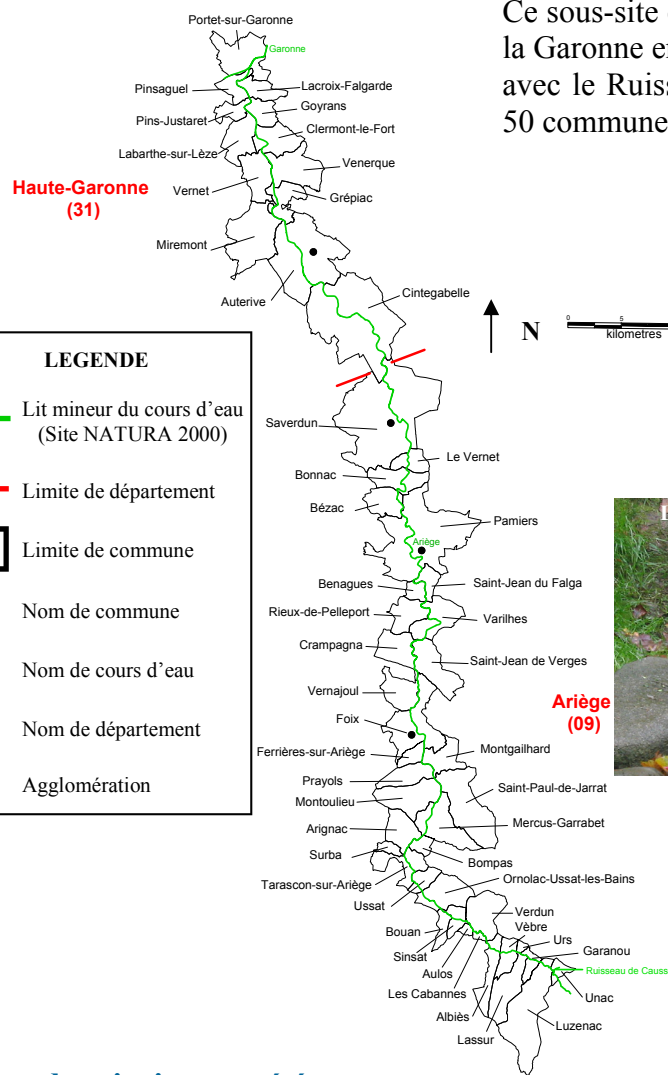 Ce sous-site
la Garonne
avec le
50
Portet-sur-Garonne
Garonne
Pinsaguel
Lacroix-Falgarde
Goyrans
Pins-Justaret
Clermont-le-Fort
Labarthe-sur-Lèze
Venerque
Haute-Garonne
(31)
Vernet
Grépiac
Miremont
Auterive
Cintegabelle
N
0
5
kilometres
LEGENDE
Lit mineur du cours d'eau
(Site NATURA 2000)
Limite de département
Limite de commune
Nom de commune
Nom de cours d'eau
Nom de département
Agglomération
Saverdun
Le Vernet
Bonnac
Bézac
Pamiers
Ariège
Benagues
Saint-Jean du Falga
Rieux-de-Pelleport
Varilhes
Crampagna
Saint-Jean de Verges
Vernajoul
Ariège
(09)
Foix
Ferrières-sur-Ariège
Montgailhard
Prayols
Saint-Paul-de-Jarrat
Montoulieu
Arignac
Mercus-Garrabet
Surba
Bompas
Tarascon-sur-Ariège
Ornolac-Ussat-les-Bains
Ussat
Verdun
Bouan
Vèbre
Urs
Sinsat
Garanou
Aulos
Ruisseau de
Les Cabannes
Unac
Albiès
Luzenac
Lassur